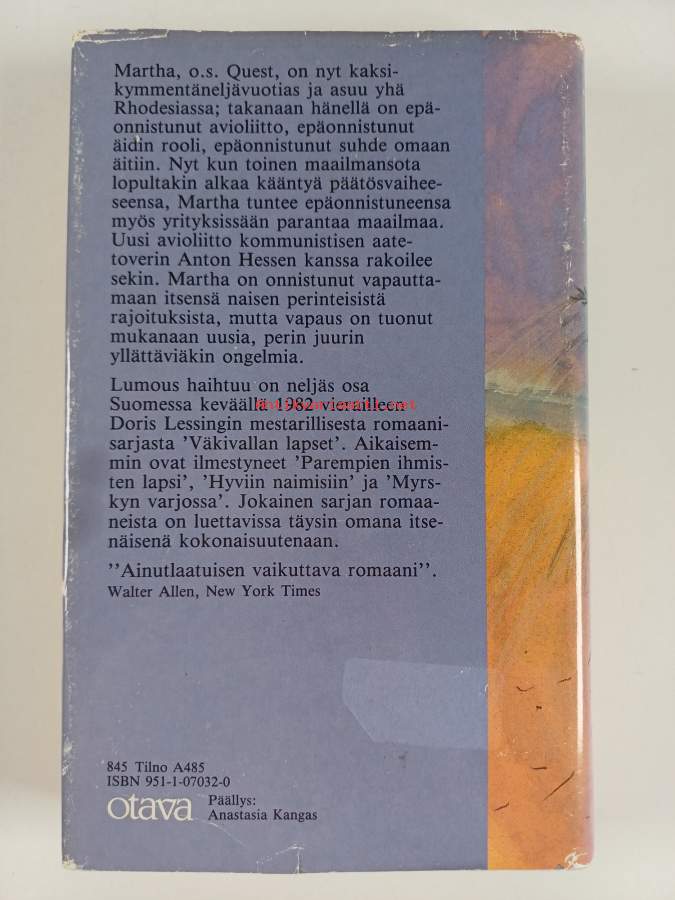 Martha, o.s. Quest, on nyt kaksi-
kymmentäneljävuotias ja asuu yhä
Rhodesiassa; takanaan hänellä on epä-
onnistunut avioliitto, epäonnistunut
äidin rooli, epäonnistunut suhde omaan
äitiin. Nyt kun toinen maailmansota
lopultakin alkaa kääntyä päätösvaihee-
seensa, Martha tuntee epäonnistuneensa
myös yrityksissään parantaa maailmaa.
Uusi avioliitto kommunistisen aate-
toverin Anton Hessen kanssa rakoilee
sekin. Martha on onnistunut vapautta-
maan itsensä naisen perinteisistä
rajoituksista, mutta vapaus on tuonut
mukanaan uusia, perin juurin
yllättäviäkin ongelmia.
Lumous haihtuu on neljäs osa
Suomessa keväällä 1982 vierailleen
Doris Lessingin mestarillisesta romaani-
sarjasta 'Väkivallan lapset'. Aikaisem-
min ovat ilmestyneet 'Parempien ihmis-
ten lapsi', 'Hyviin naimisiin' ja 'Myrs-
kyn varjossa'. Jokainen sarjan romaa-
neista on luettavissa täysin omana itse-
näisenä kokonaisuutenaan.
"Ainutlaatuisen vaikuttava romaani".
Walter Allen, New York Times
845 Tilno A485
ISBN 951-1-07032-0
otava
Päällys:
Anastasia Kangas